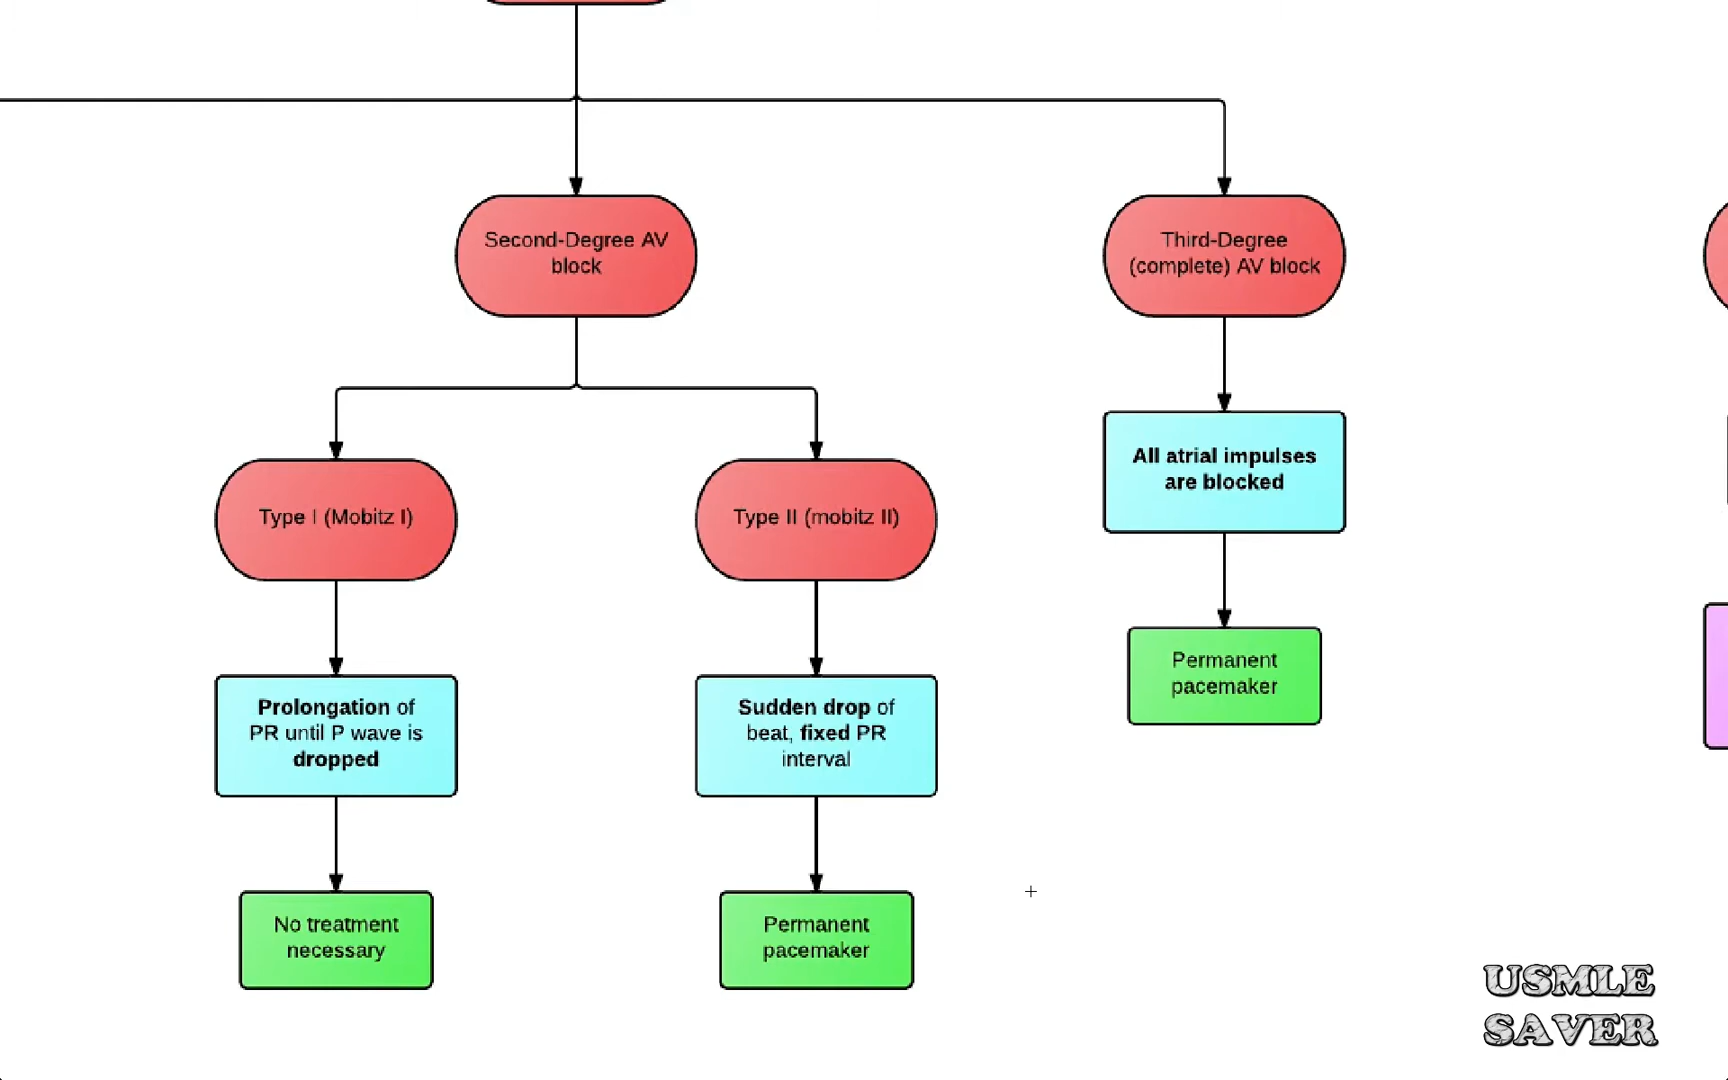 Second-Degree AV
block
Third-Degree
(complete) AV block
Type I (Mobitz I)
Type II (mobitz II)
All atrial impulses
are blocked
Prolongation of
PR until P wave is
dropped
Sudden drop of
beat, fixed PR
interval
Permanent
pacemaker
No treatment
necessary
Permanent
pacemaker
USMLE
SAVER